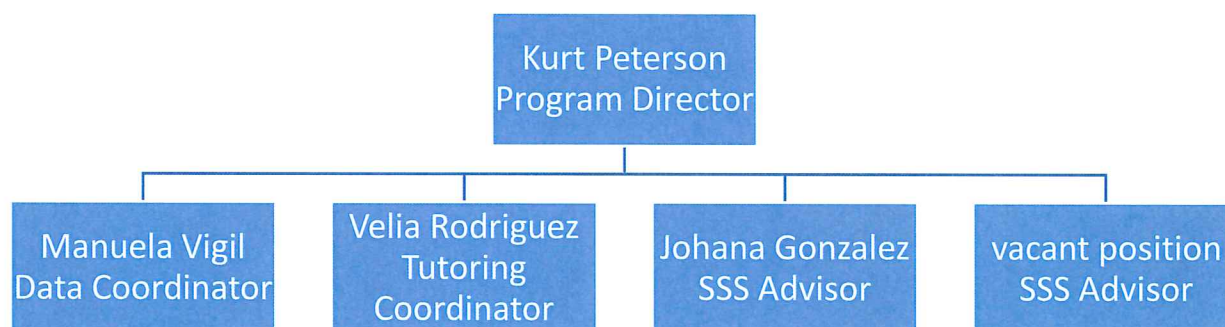 Kurt Peterson
Program Director
Manuela Vigil
Data Coordinator
Velia Rodriguez
Tutoring
Coordinator
Johana Gonzalez
SSS Advisor
vacant position
SSS Advisor